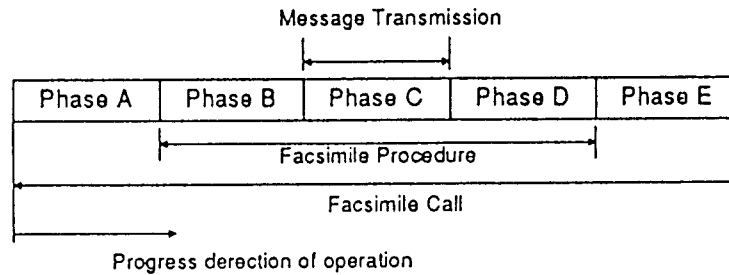 Message Transmission
Phase A Phase B Phase C Phase D Phase E
Facsimile Procedure
Facsimile Call
Progress derection of operation